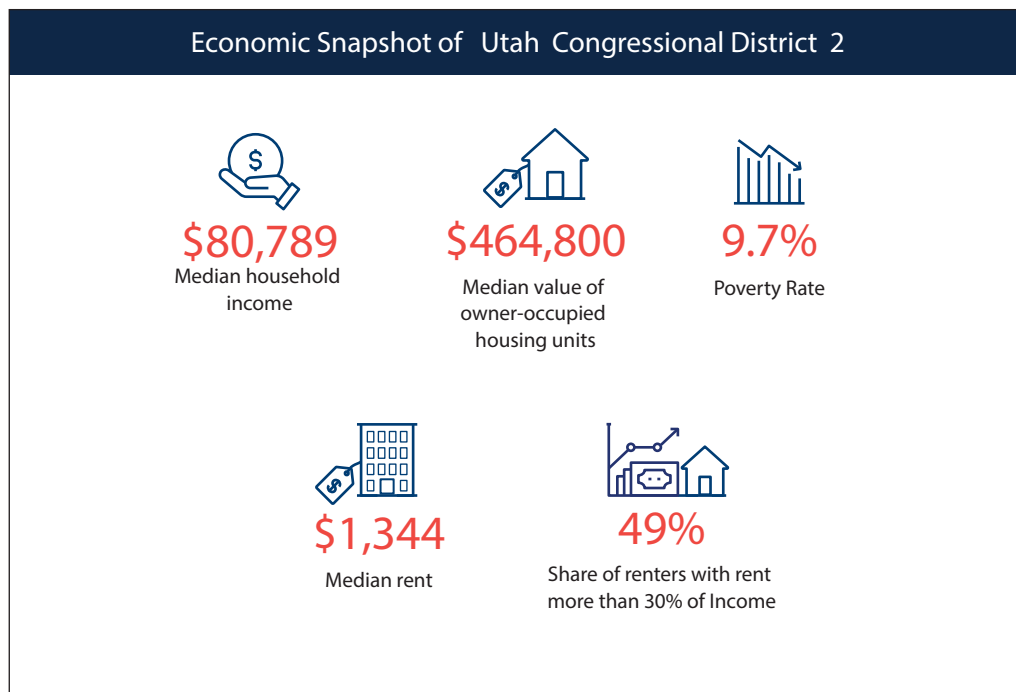 Economic Snapshot of Utah Congressional District 2
$
$
$80,789
Median household
income
$464,800
Median value of
owner-occupied
housing units
9.7%
Poverty Rate
$
$1,344
Median rent
49%
Share of renters with rent
more than 30% of Income